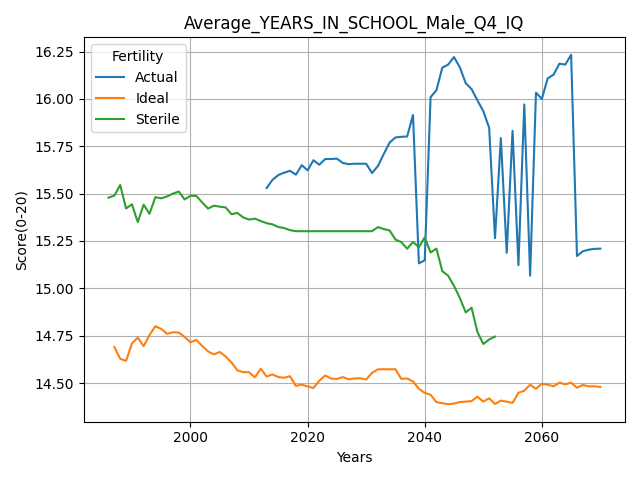 Average_YEARS_IN_SCHOOL_Male_Q4_IQ
Fertility
Actual
Ideal
Sterile
Score(0-20)
16.25
16.00
15.75
15.50
15.25
15.00
14.75
14.50
2000
2020
2040
2060
Years